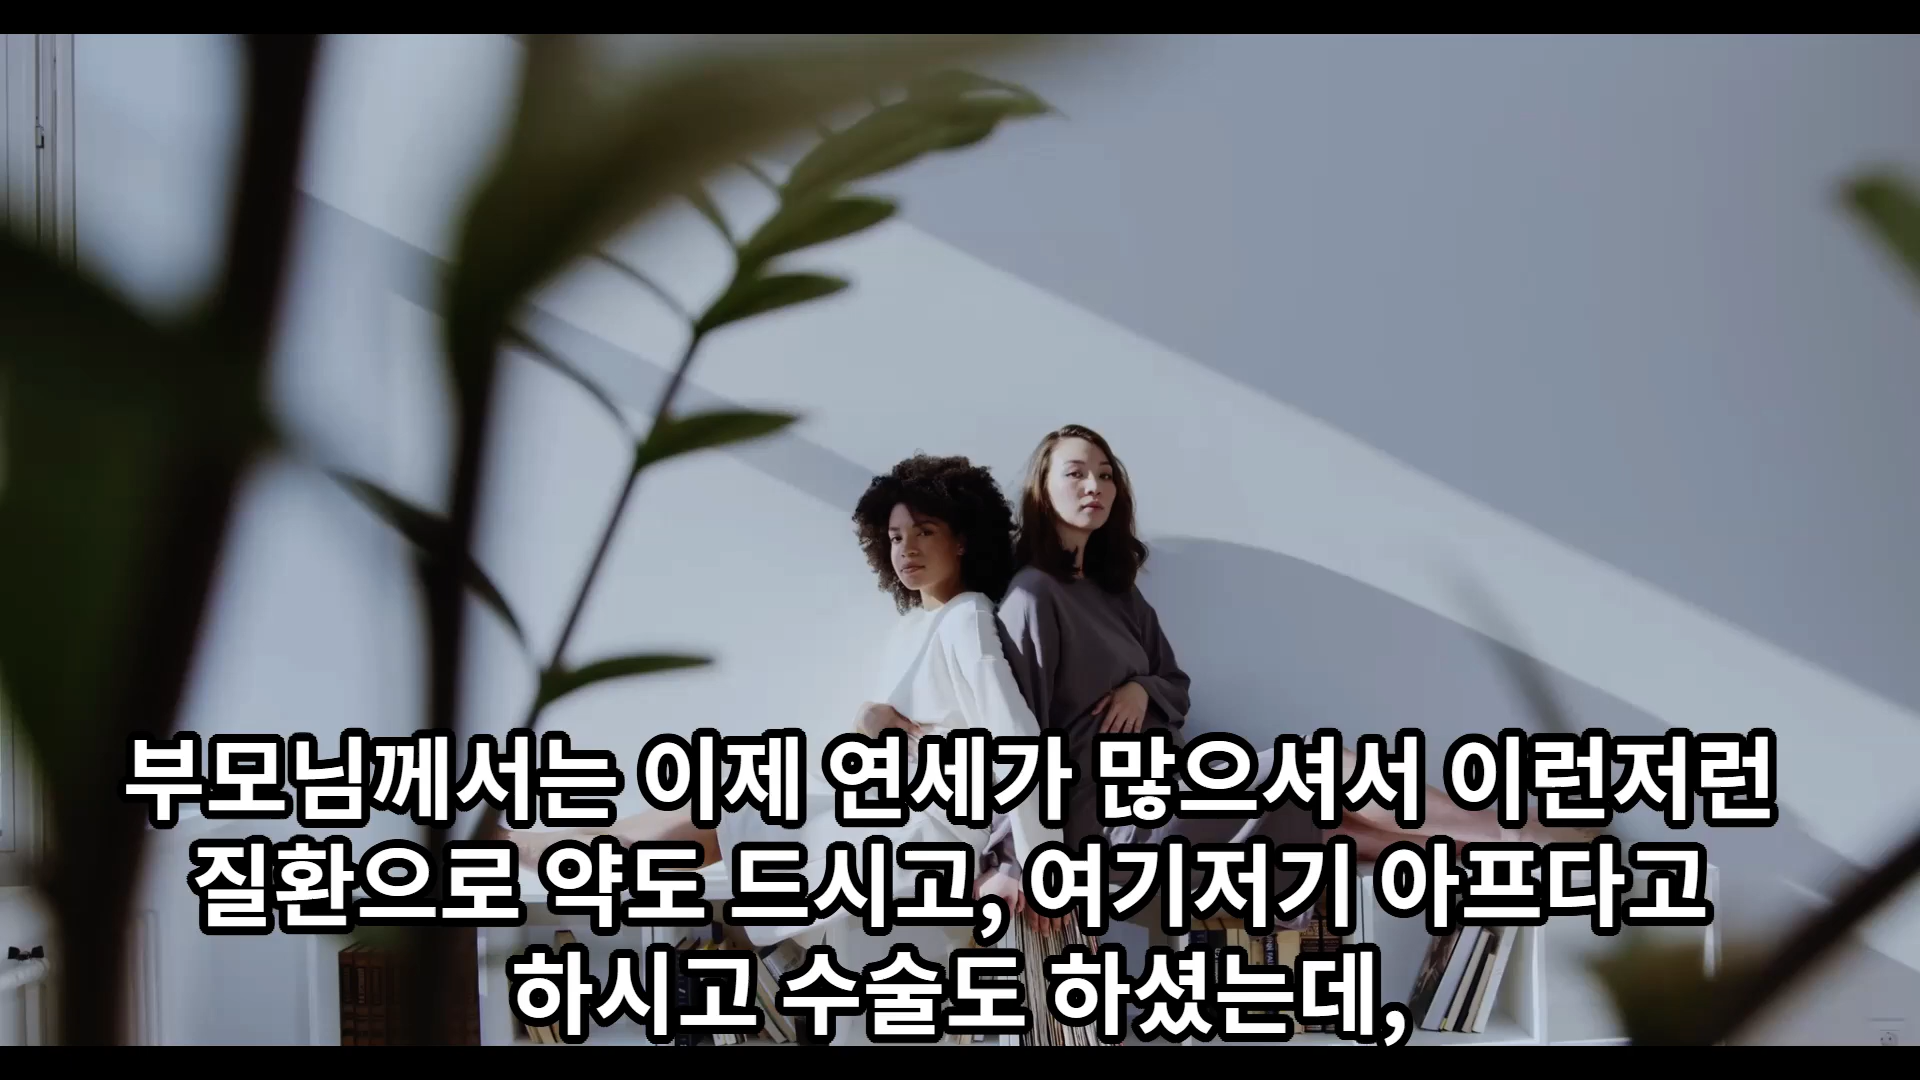 부모님께서는 이제 연세가 많으셔서 이런저런
질환으로 약도 드시고, 여기저기 아프다고
하시고 수술도 하셨는데,